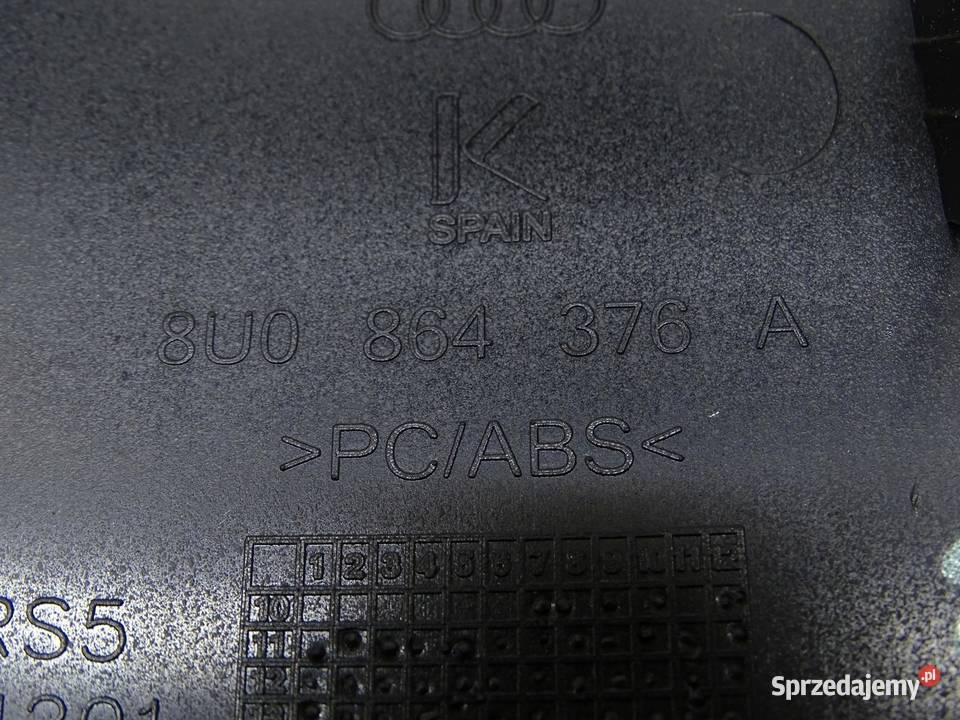 K
SPAIN
8U0 864 376 A
>PC/ABS<
1 2 3 4 5 6 7 8 9 10 11 12
10
11
12
RS5
Sprzedajemy.pl